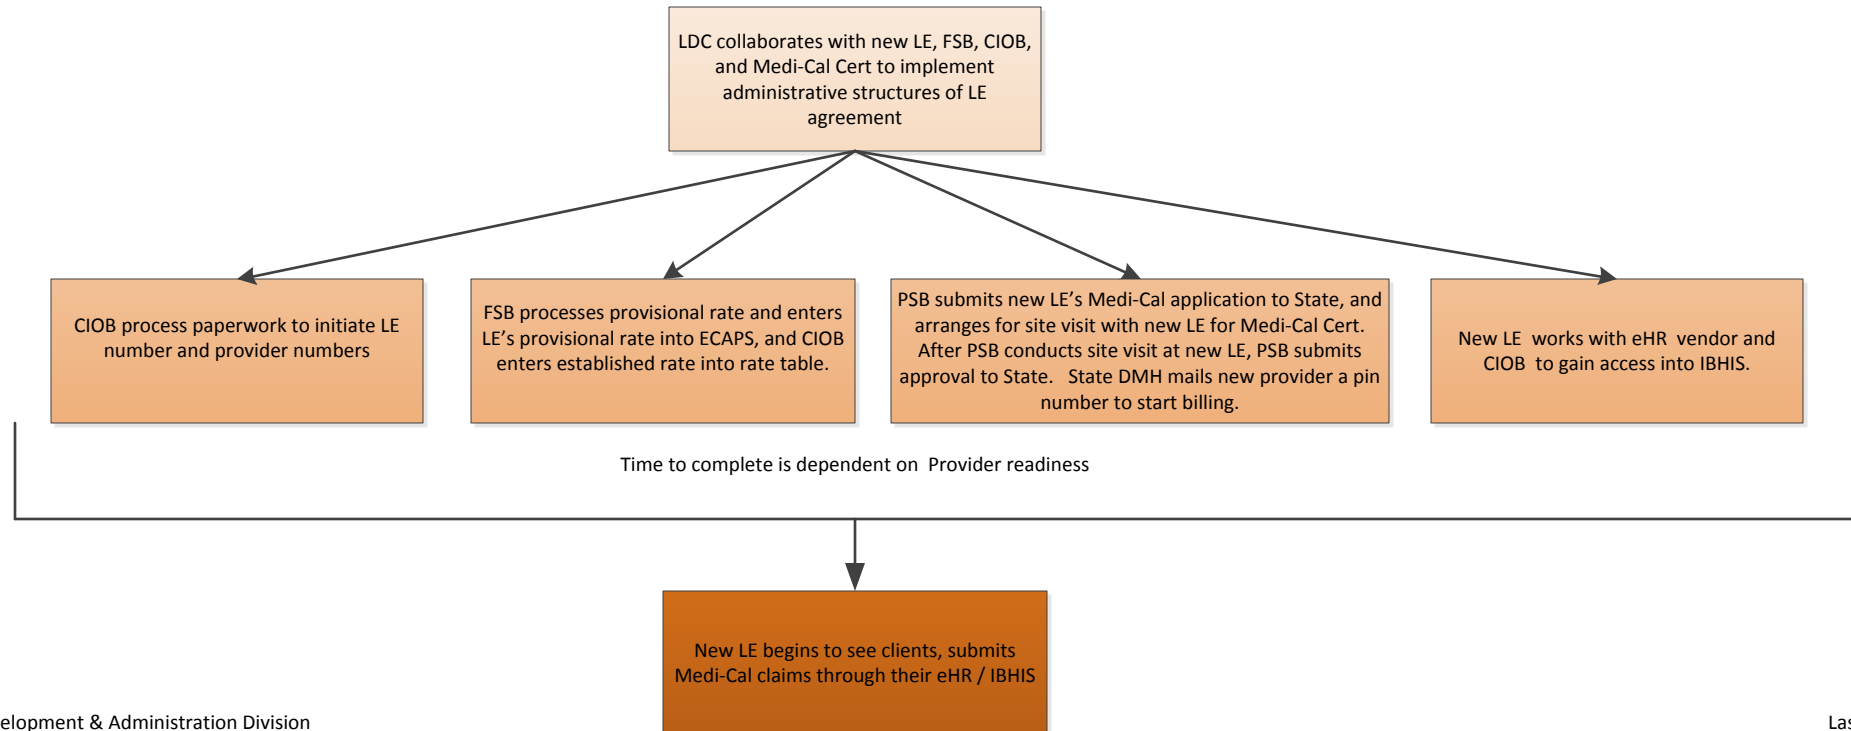 LDC collaborates with new LE, FSB, CIOB,
and Medi-Cal Cert to implement
administrative structures of LE
agreement
CIOB process paperwork to initiate LE
number and provider numbers
FSB processes provisional rate and enters
LE's provisional rate into ECAPS, and CIOB
enters established rate into rate table.
PSB submits new LE's Medi-Cal application to State, and
arranges for site visit with new LE for Medi-Cal Cert.
After PSB conducts site visit at new LE, PSB submits
approval to State.   State DMH mails new provider a pin
number to start billing.
New LE  works with eHR  vendor and
CIOB  to gain access into IBHIS.
Time to complete is dependent on  Provider readiness
New LE begins to see clients, submits
Medi-Cal claims through their eHR / IBHIS
elopment & Administration Division
Las